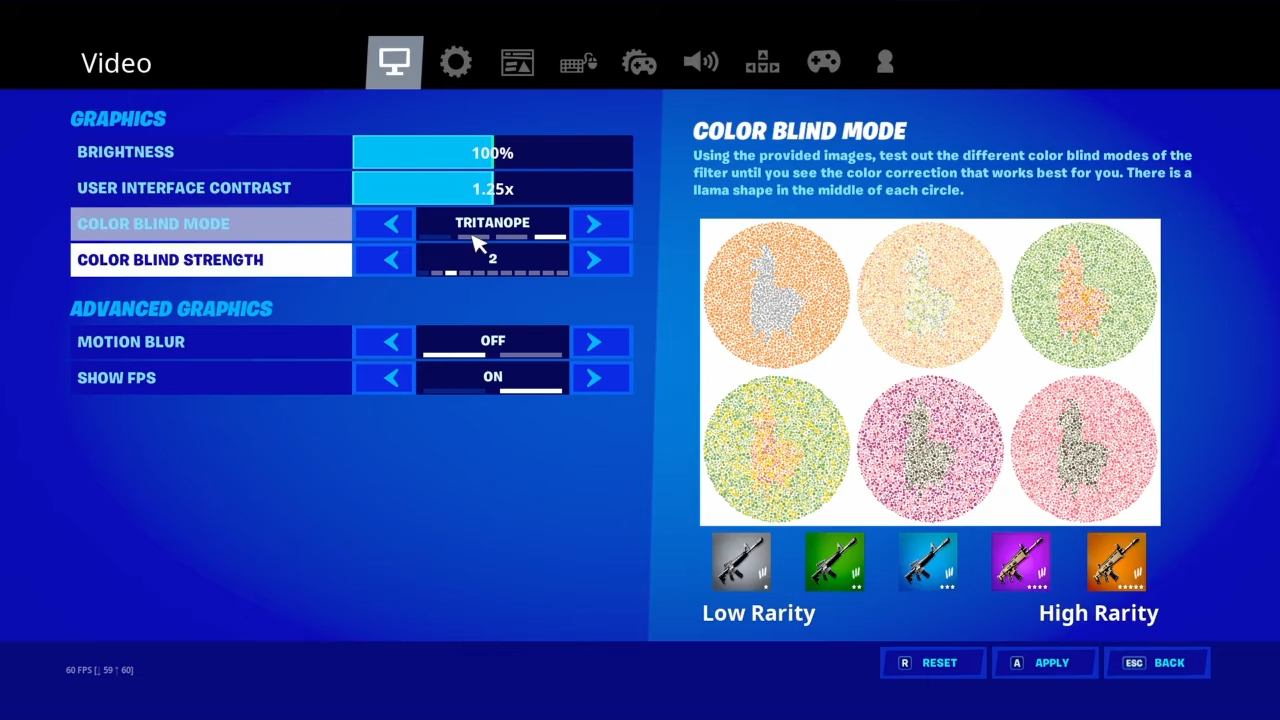 Video
GRAPHICS
BRIGHTNESS
100%
USER INTERFACE CONTRAST
1.25x
COLOR BLIND MODE
TRITANOPE
COLOR BLIND STRENGTH
2
ADVANCED GRAPHICS
MOTION BLUR
OFF
SHOW FPS
ON
COLOR BLIND MODE
Using the provided images, test out the different color blind modes of the
filter until you see the color correction that works best for you. There is a
llama shape in the middle of each circle.
Low Rarity
High Rarity
60 FPS [↓ 59 ↑ 60]
R RESET
A APPLY
ESC BACK